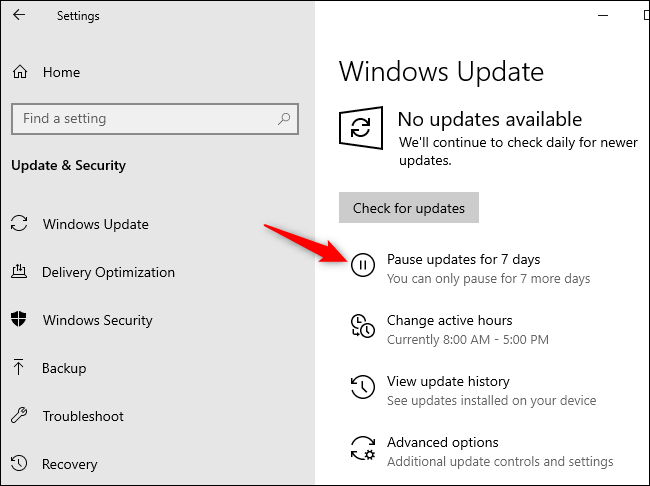 Settings
Home
Find a setting
Update & Security
Windows Update
Delivery Optimization
Windows Security
Backup
Troubleshoot
Recovery
Windows Update
No updates available
We'll continue to check daily for newer
updates.
Check for updates
Pause updates for 7 days
You can only pause for 7 more days
Change active hours
Currently 8:00 AM - 5:00 PM
View update history
See updates installed on your device
Advanced options
Additional update controls and settings